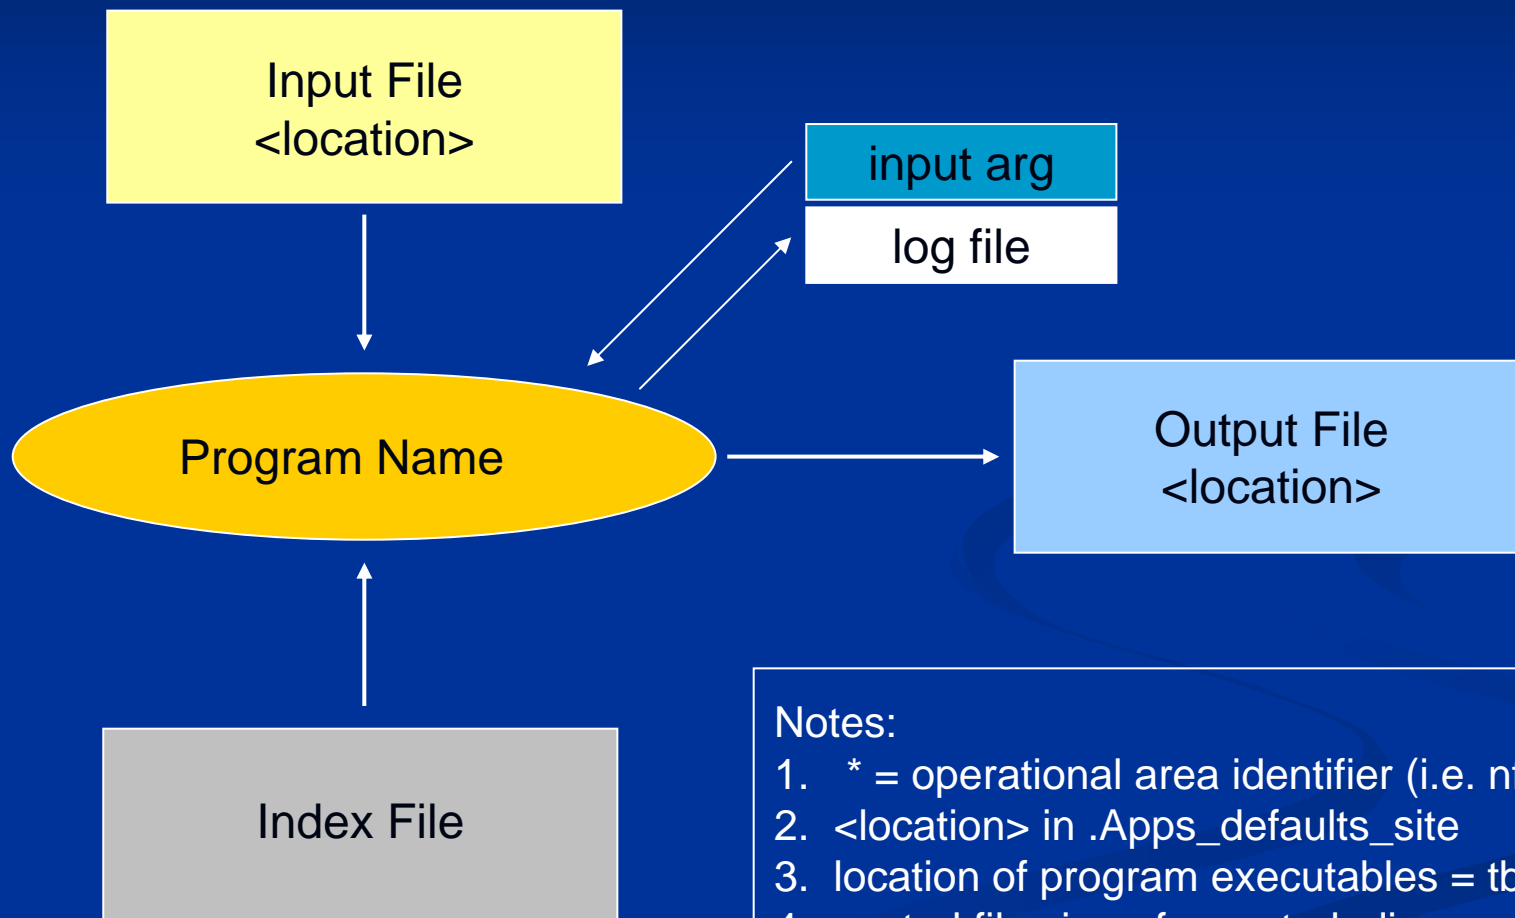 Input File
<location>
input arg
log file
Program Name
Output File
<location>
Index File
Notes:
1. * = operational area identifier (i.e.
2. <location> in .Apps_defaults_site
3. location of program executables =